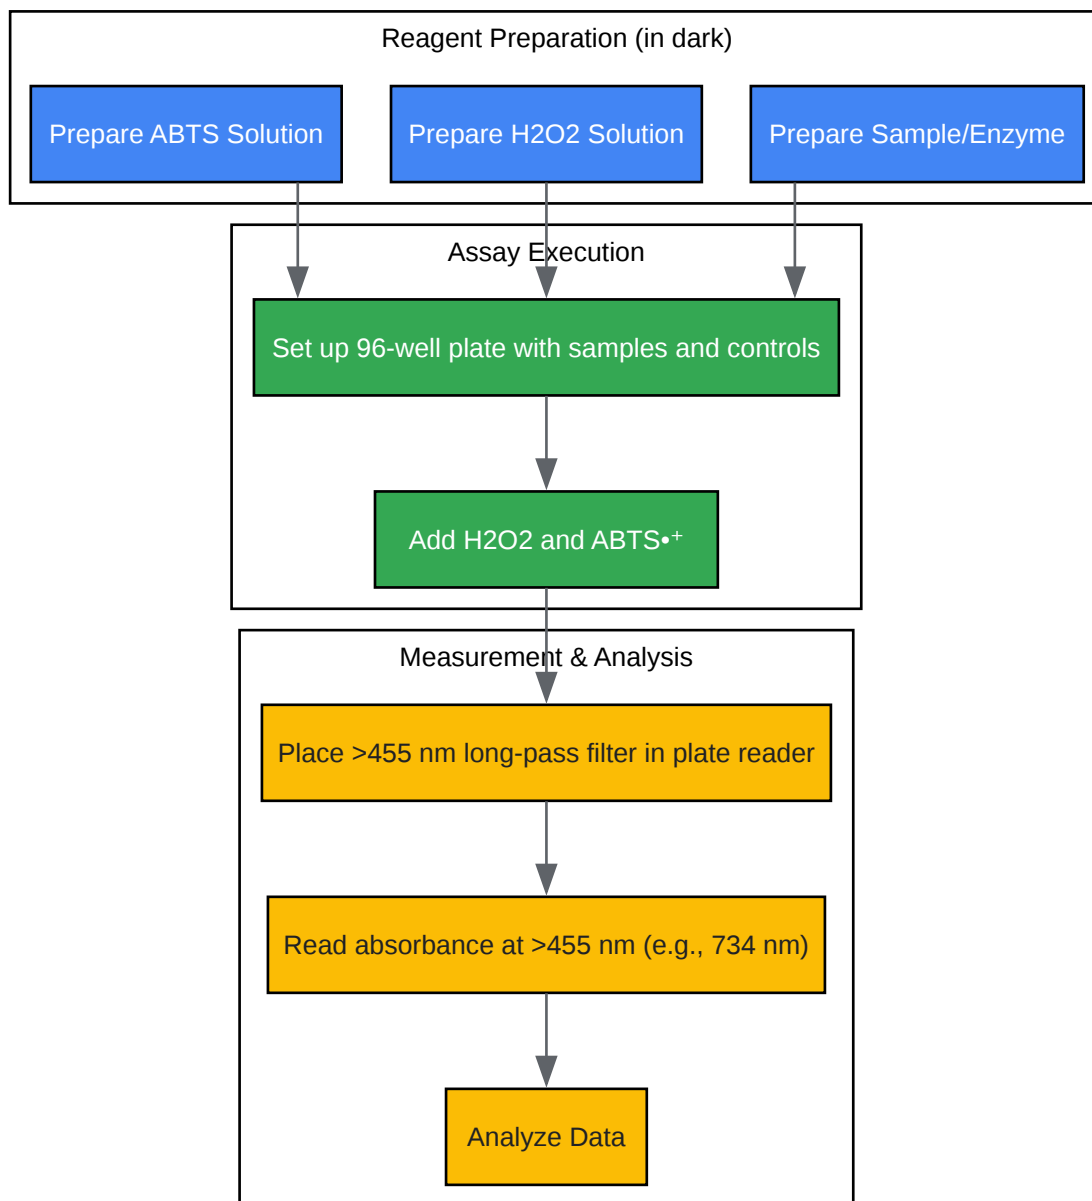 Reagent Preparation (in dark)
Prepare ABTS Solution
Prepare H2O2 Solution
Prepare Sample/Enzyme
Assay Execution
Set up 96-well plate with samples and controls
Add H2O2 and ABTS•⁺
Measurement & Analysis
Place >455 nm long-pass filter in plate reader
Read absorbance at >455 nm (e.g., 734 nm)
Analyze Data